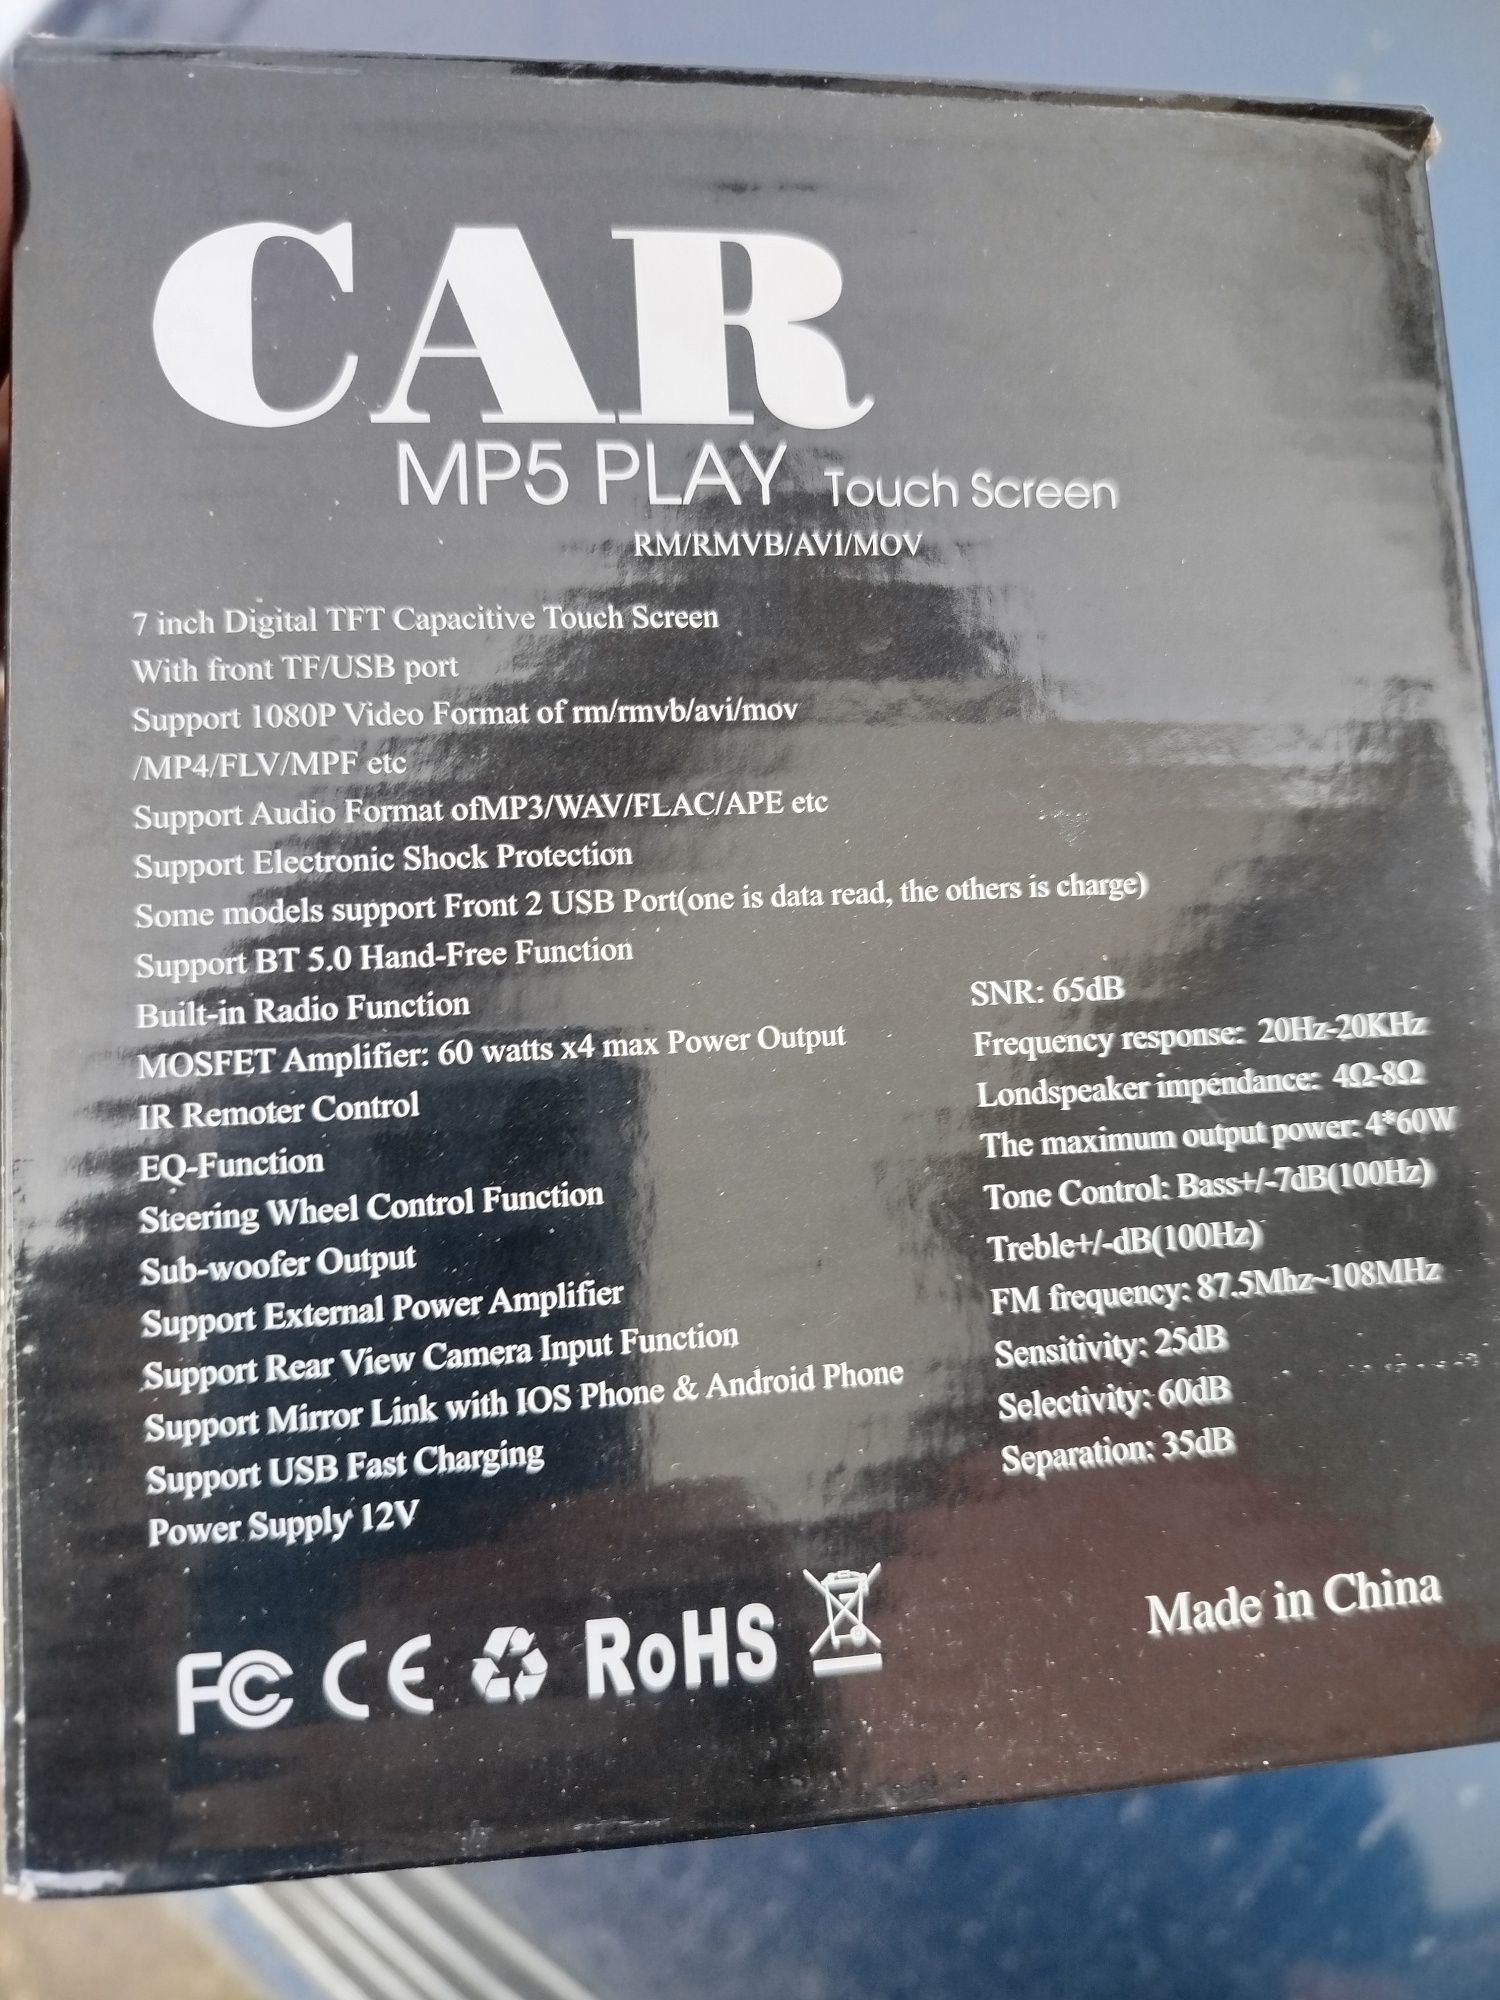 CAR
MP5 PLAY Touch Screen
RM/RMVB/AVI/MOV
7 inch Digital TFT Capacitive Touch Screen
With front TF/USB port
Support 1080P Video Format of rm/rmvb/avi/mov
/MP4/FLV/MPF etc
Support Audio Format ofMP3/WAV/FLAC/APE etc
Support Electronic Shock Protection
Some models support Front 2 USB Port(one is data read, the others is charge)
Support BT 5.0 Hand-Free Function
Built-in Radio Function
MOSFET Amplifier: 60 watts x4 max Power Output
IR Remoter Control
EQ-Function
Steering Wheel Control Function
Sub-woofer Output
Support External Power Amplifier
Support Rear View Camera Input Function
Support Mirror Link with IOS Phone & Android Phone
Support USB Fast Charging
Power Supply 12V
SNR: 65dB
Frequency response: 20Hz-20KHz
Londspeaker impendance: 4Ω-8Ω
The maximum output power: 4*60W
Tone Control: Bass+/-7dB(100Hz)
Treble+/-dB(100Hz)
FM frequency: 87.5Mhz~108MHz
Sensitivity: 25dB
Selectivity: 60dB
Separation: 35dB
FC CE RoHS
Made in China